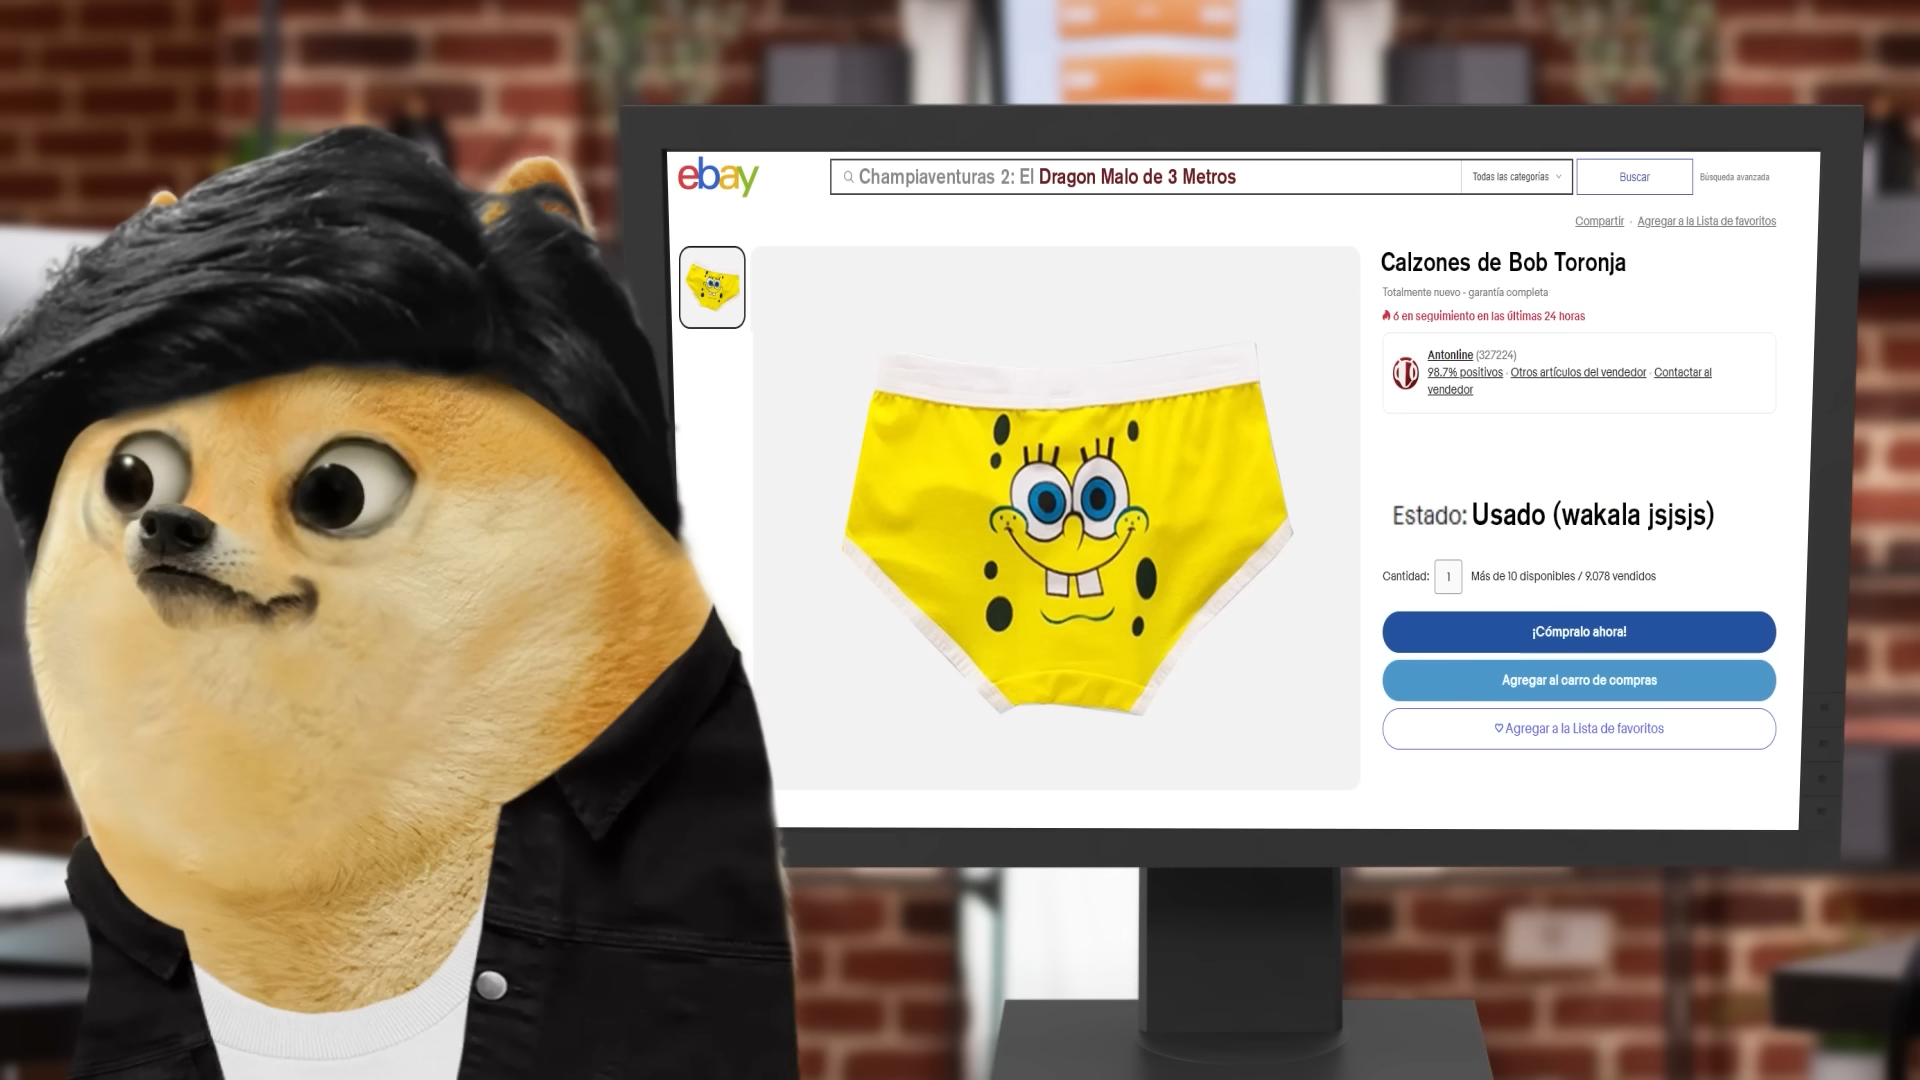 ebay
Champiaventuras 2: El Dragon Malo de 3 Metros
Todas las categorías
Buscar
Búsqueda avanzada
Compartir · Agregar a la Lista de favoritos
Calzones de Bob Toronja
Totalmente nuevo - garantía completa
6 en seguimiento en las últimas 24 horas
Antonline (327224)
98.7% positivos · Otros artículos del vendedor · Contactar al
vendedor
Estado: Usado (wakala jsjsjs)
Cantidad: 1 Más de 10 disponibles / 9.078 vendidos
¡Cómpralo ahora!
Agregar al carro de compras
Agregar a la Lista de favoritos